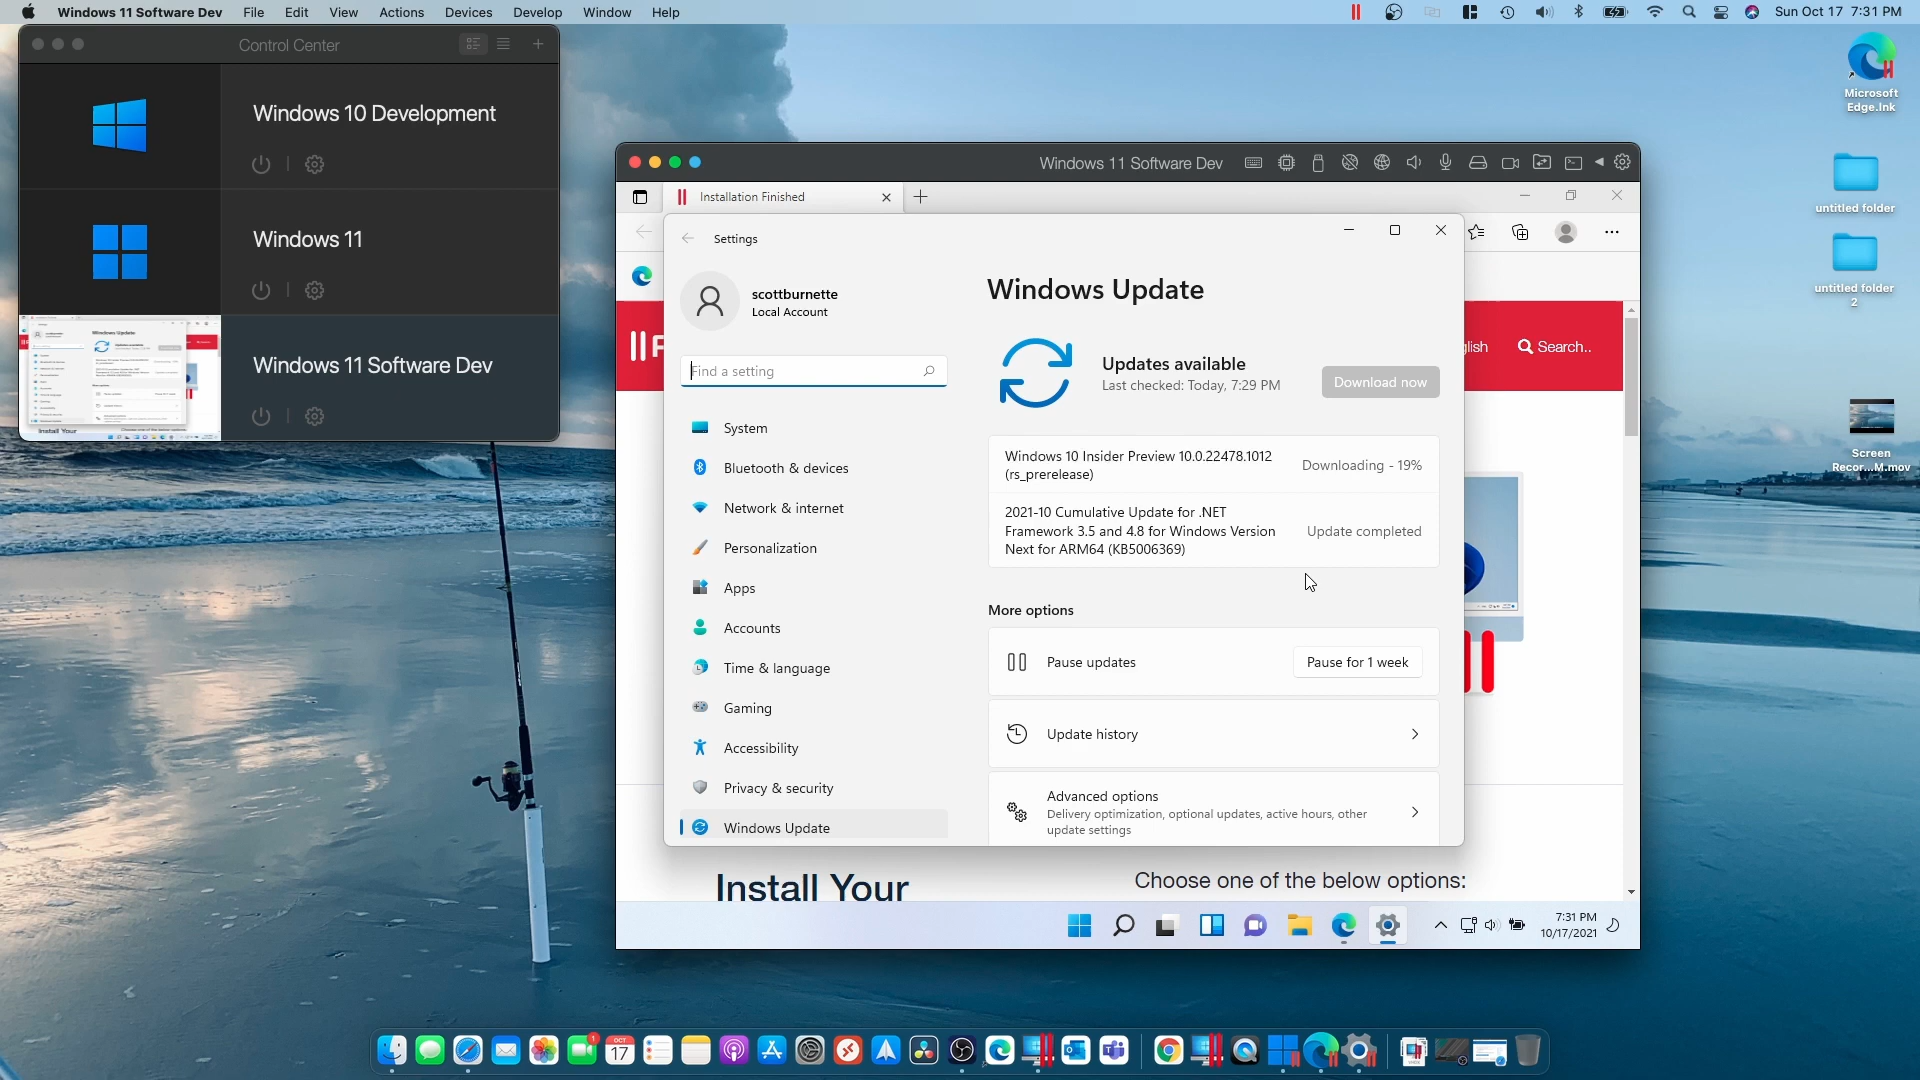 Windows 11 Software Dev File Edit View Actions Devices Develop Window Help
Sun Oct 17 7:31 PM
Control Center
Windows 10 Development
Windows 11
Windows 11 Software Dev
Microsoft
Edge.lnk
untitled folder
untitled folder
2
Screen
Recor...M.mov
Windows 11 Software Dev
Installation Finished
Settings
scottburnette
Local Account
Find a setting
System
Bluetooth & devices
Network & internet
Personalization
Apps
Accounts
Time & language
Gaming
Accessibility
Privacy & security
Windows Update
Windows Update
Updates available
Last checked: Today, 7:29 PM
Download now
Windows 10 Insider Preview 10.0.22478.1012
(rs_prerelease)
Downloading - 19%
2021-10 Cumulative Update for .NET
Framework 3.5 and 4.8 for Windows Version
Next for ARM64 (KB5006369)
Update completed
More options
Pause updates
Pause for 1 week
Update history
Advanced options
Delivery optimization, optional updates, active hours, other
update settings
glish
Search..
Install Your
Choose one of the below options:
7:31 PM
10/17/2021
1
OCT
17